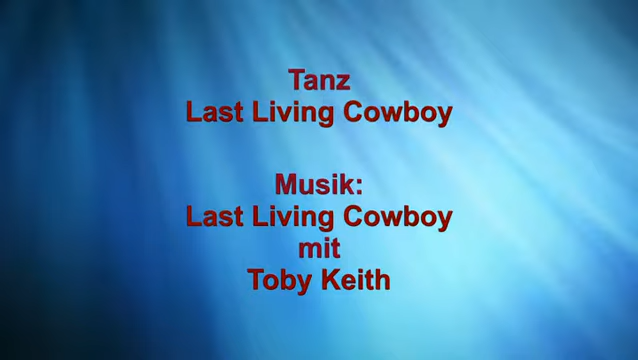 Tanz
Last Living Cowboy
Musik:
Last Living Cowboy
mit
Toby Keith